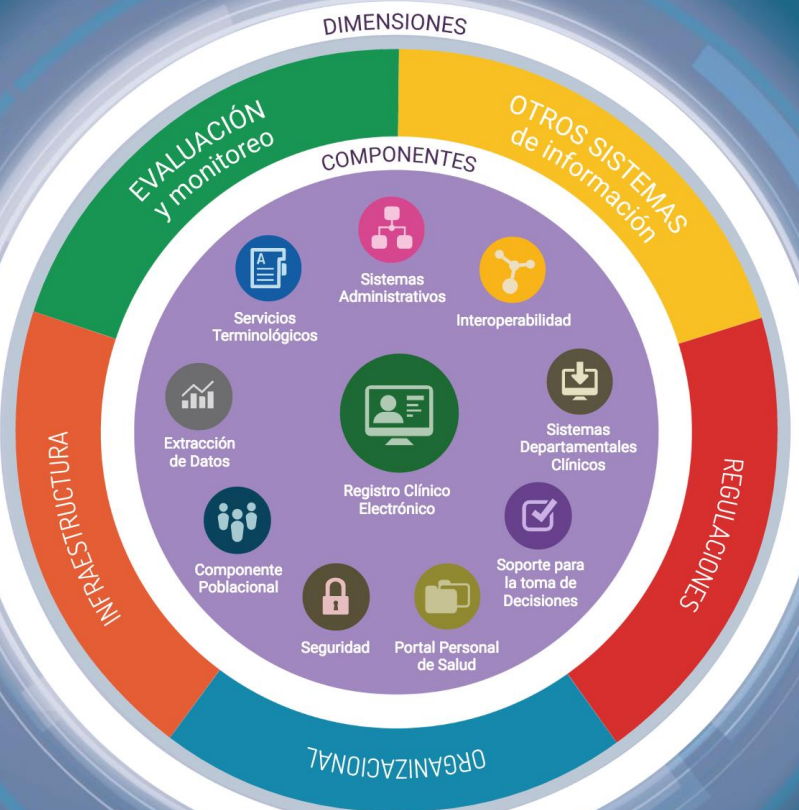 DIMENSIONES
EVALUACIÓN
y monitoreo
OTROS SISTEMAS
de información
COMPONENTES
Sistemas
Administrativos
Servicios
Terminológicos
Interoperabilidad
A
Extracción
de Datos
Sistemas
Departamentales
Clínicos
Registro Clínico
Electrónico
Componente
Poblacional
Soporte para
la toma de
Decisiones
Seguridad
Portal Personal
de Salud
INFRAESTRUCTURA
REGULACIONES
ORGANIZACIONAL